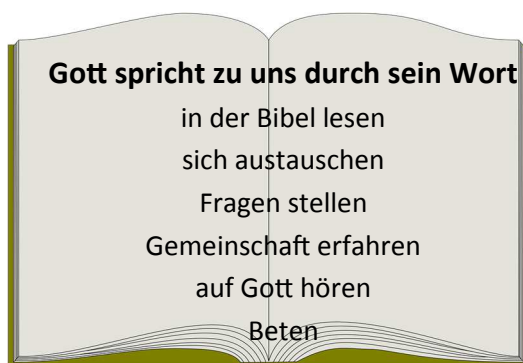 Gott spricht zu uns durch sein Wort
in der Bibel lesen
sich austauschen
Fragen stellen
Gemeinschaft erfahren
auf Gott hören
Beten